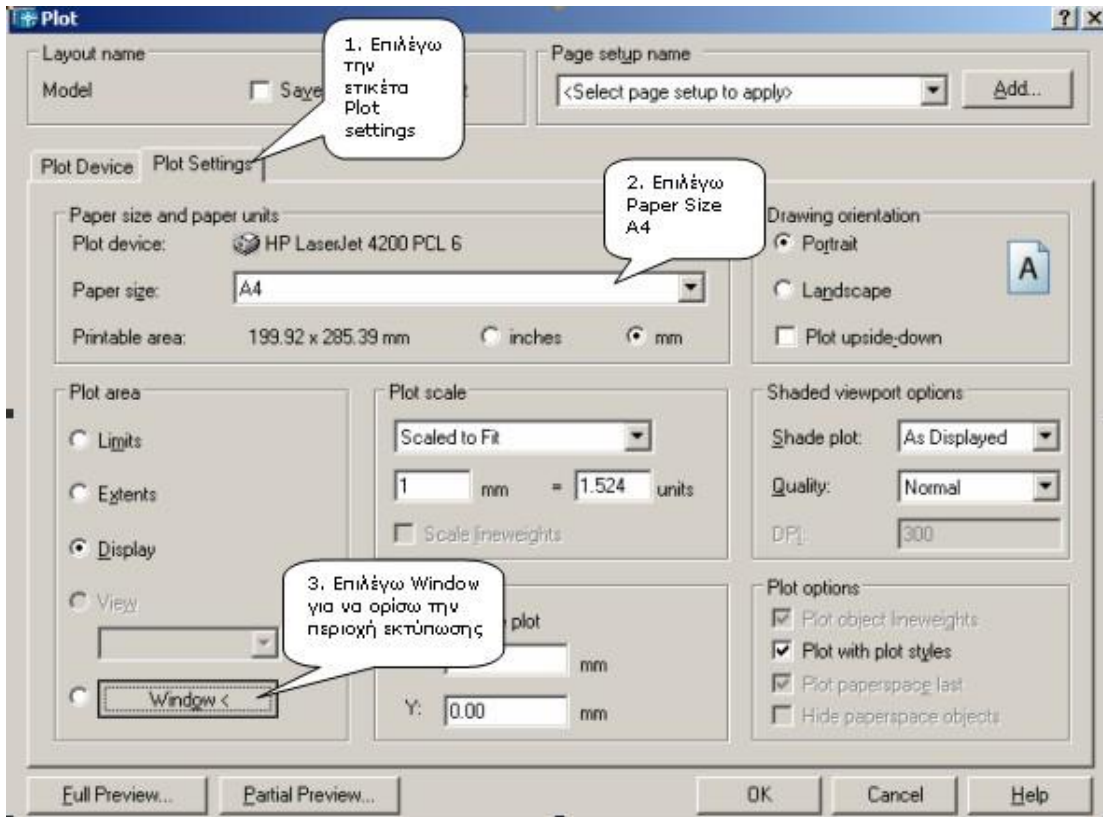 Plot
Layout name
Model
Save
1. Επιλέγω
την
ετικέτα
Plot
settings
Page setup name
<Select page setup to apply>
Add...
Plot Device
Plot Settings
2. Επιλέγω
Paper Size
A4
Paper size and paper units
Plot device: HP LaserJet 4200 PCL 6
Paper size: A4
Printable area: 199.92 x 285.39 mm inches mm
Drawing orientation
Portrait
A
Landscape
Plot upside-down
Plot area
Limits
Extents
Display
View
Window <
3. Επιλέγω Window
για να ορίσω την
περιοχή εκτύπωσης
Plot scale
Scaled to Fit
1 mm = 1.524 units
Scale lineweights
plot
mm
Y: 0.00 mm
Shaded viewport options
Shade plot: As Displayed
Quality: Normal
DPI: 300
Plot options
Plot object lineweights
Plot with plot styles
Plot paperspace last
Hide paperspace objects
Full Preview...
Partial Preview...
OK
Cancel
Help